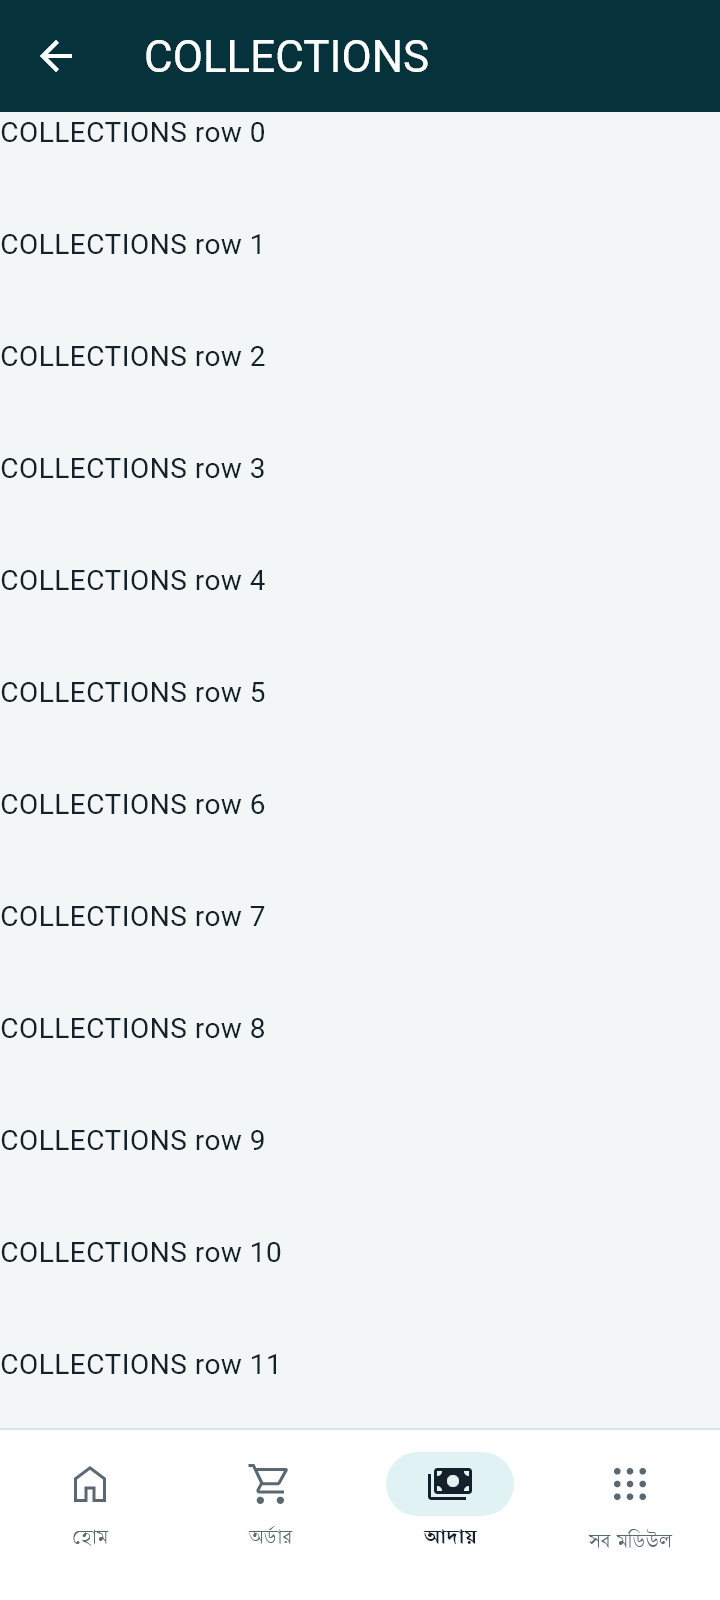 COLLECTIONS
COLLECTIONS row 0
COLLECTIONS row 1
COLLECTIONS row 2
COLLECTIONS row 3
COLLECTIONS row 4
COLLECTIONS row 5
COLLECTIONS row 6
COLLECTIONS row 7
COLLECTIONS row 8
COLLECTIONS row 9
COLLECTIONS row 10
COLLECTIONS row 11
হোম
অর্ডার
আদায়
সব মডিউল